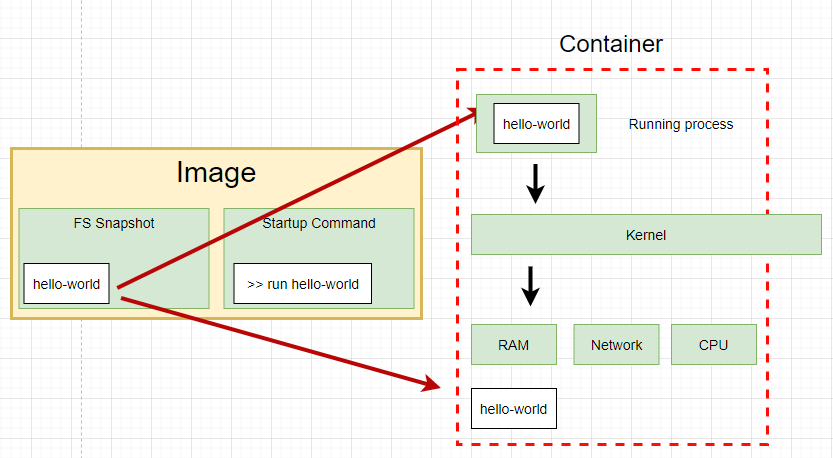 Container
hello-world
Running process
Image
FS Snapshot
Startup Command
Kernel
hello-world
>> run hello-world
RAM
Network
CPU
hello-world